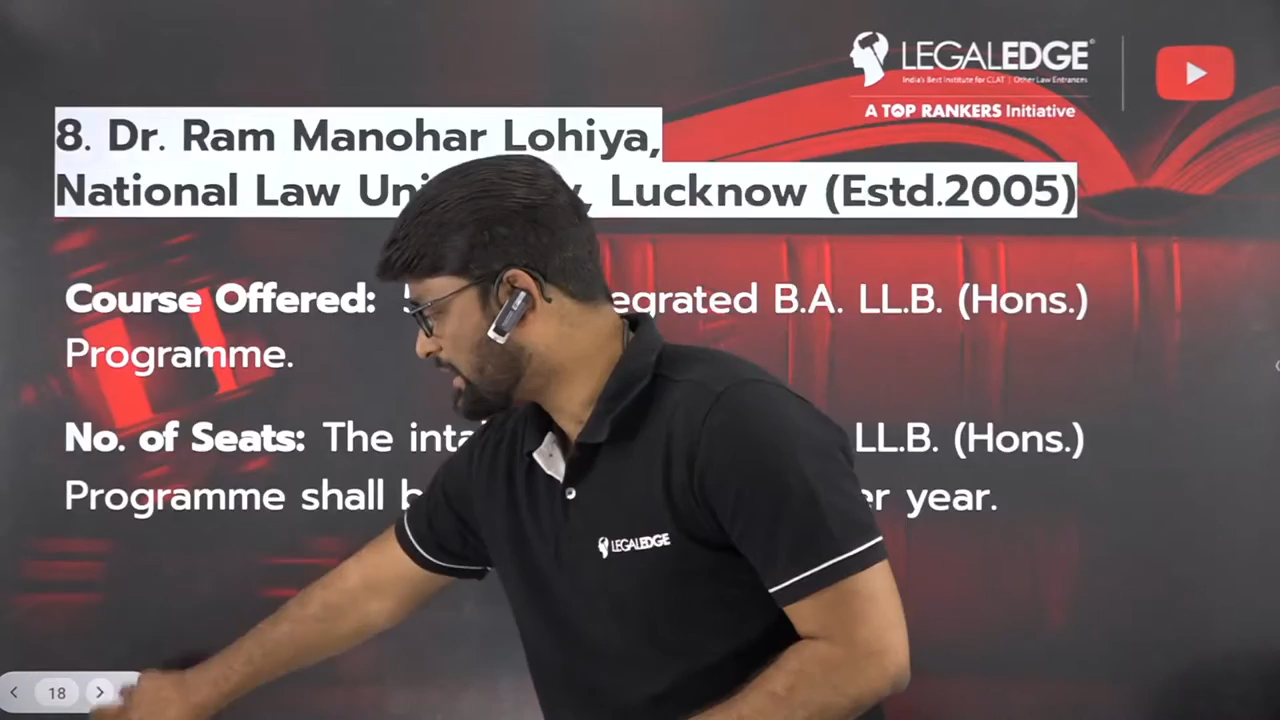 LEGALEDGE
India's Best Institute for CLAT | Other Law Entrances
A TOP RANKERS Initiative
8. Dr. Ram Manohar Lohiya,
National Law Uni , Lucknow (Estd.2005)
Course Offered: 5 egrated B.A. LL.B. (Hons.)
Programme.
No. of Seats: The inta LL.B. (Hons.)
Programme shall b er year.
LEGALEDGE
18